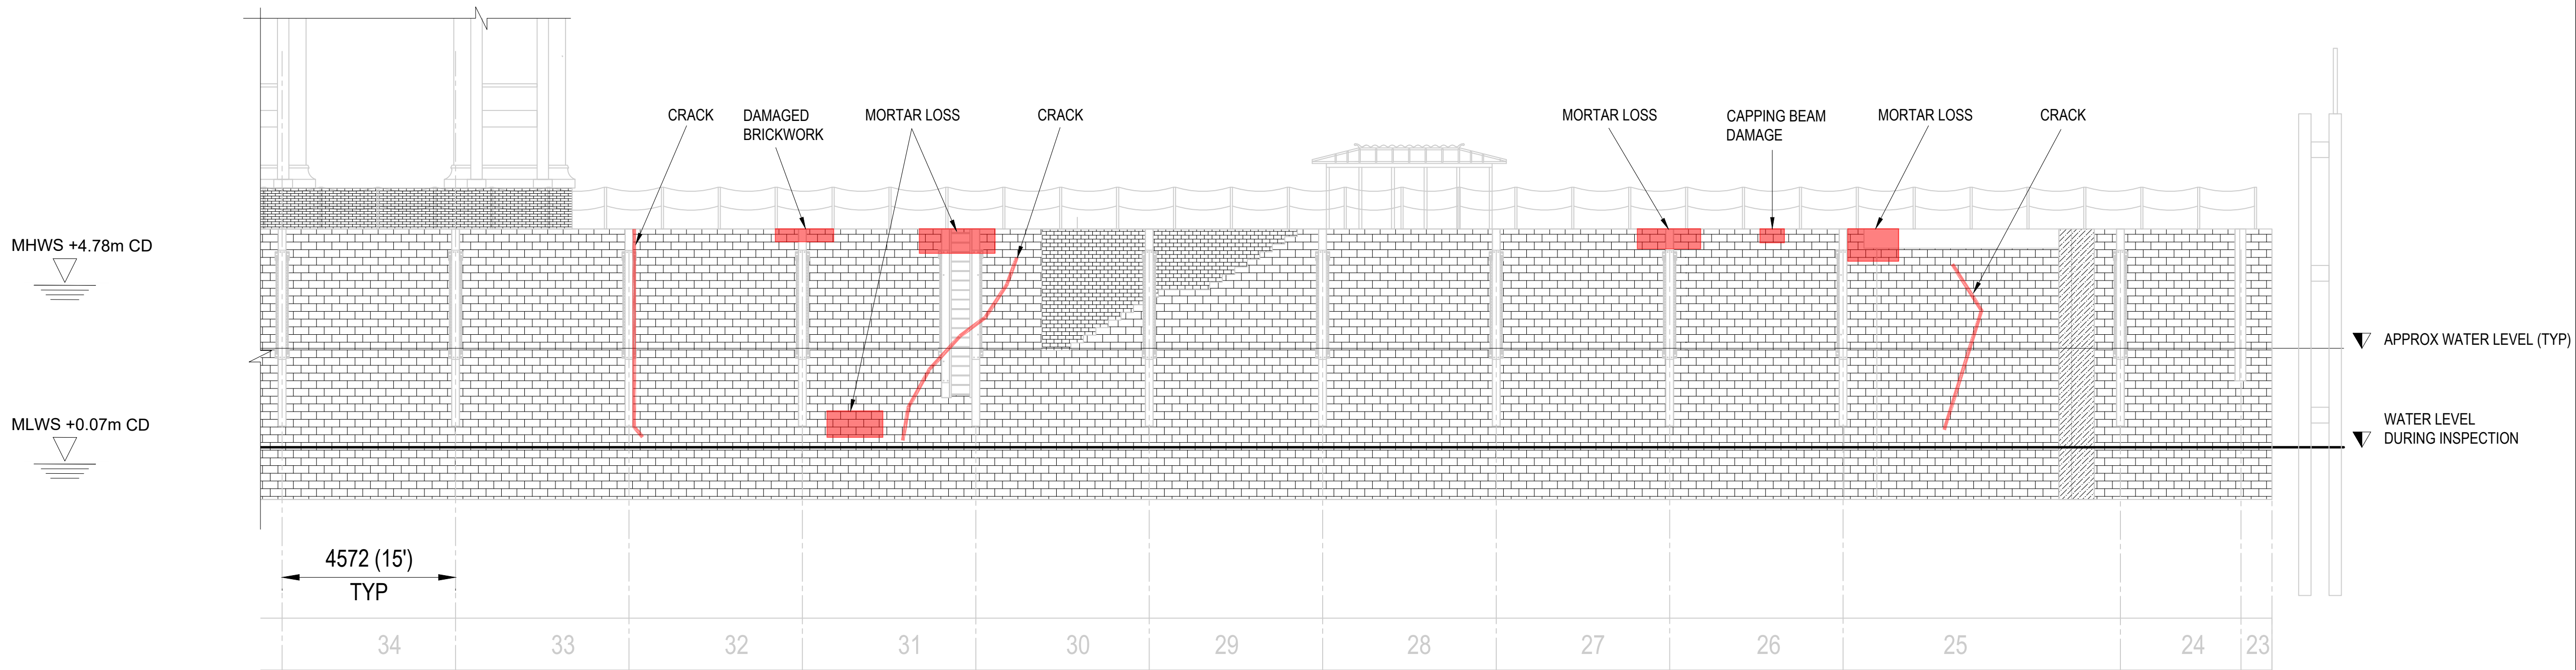 CRACK
DAMAGED
BRICKWORK
MORTAR LOSS
CRACK
MORTAR LOSS
CAPPING BEAM
DAMAGE
MORTAR LOSS
CRACK
MHWS +4.78m CD
APPROX WATER LEVEL (TYP)
MLWS +0.07m CD
WATER LEVEL
DURING INSPECTION
4572 (15')
TYP
34 33 32 31 30 29 28 27 26 25 24 23